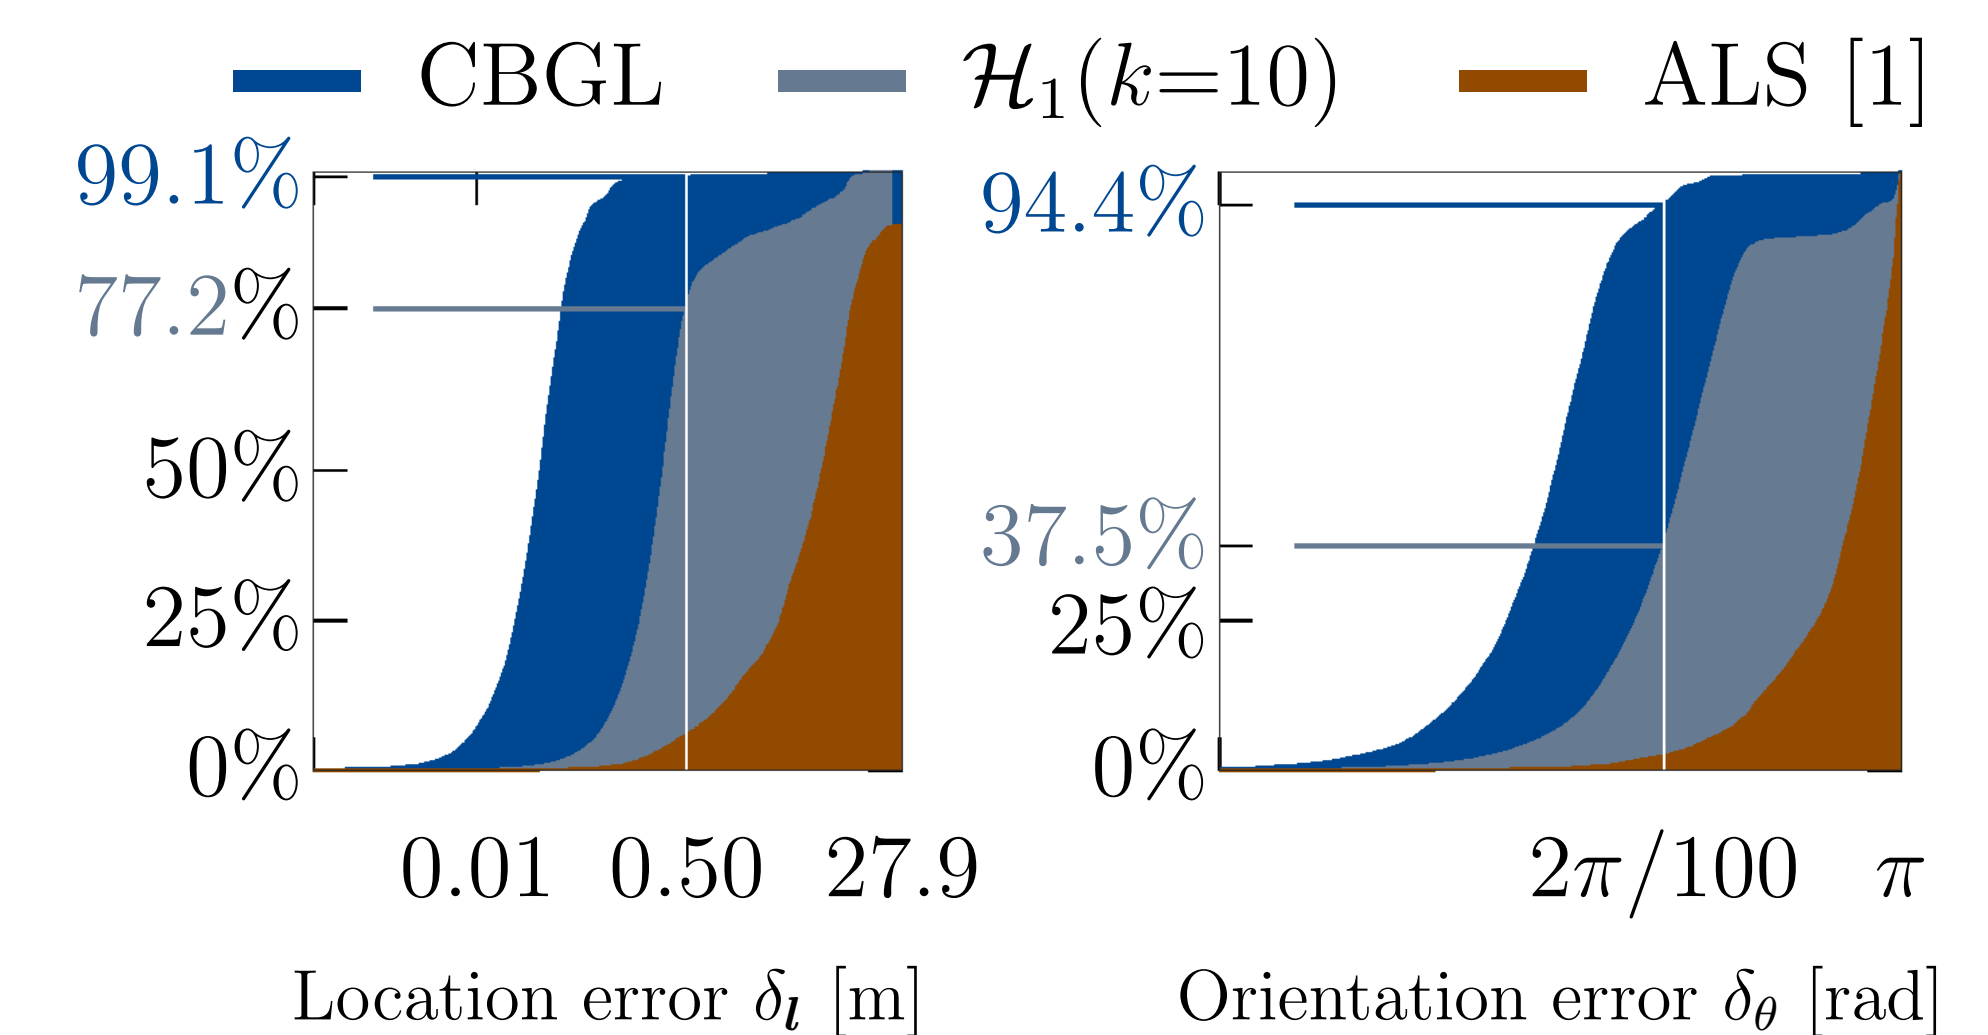 CBGL ℋ₁(k=10) ALS [1]
99.1%
77.2%
50%
25%
0%
0.01 0.50 27.9
Location error δₗ [m]
94.4%
37.5%
25%
0%
2π/100 π
Orientation error δ_θ [rad]